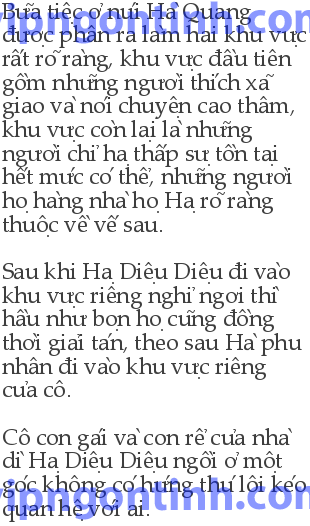 Bữa tiệc ở núi Hà Quang
được phân ra làm hai khu vực
rất rõ ràng, khu vực đầu tiên
gồm những người thích xã
giao và nói chuyện cao thâm,
khu vực còn lại là những
người chỉ hạ thấp sự tồn tại
hết mức có thể, những người
họ hàng nhà họ Hạ rõ ràng
thuộc về vế sau.
Sau khi Hạ Diệu Diệu đi vào
khu vực riêng nghỉ ngơi thì
hầu như bọn họ cũng đồng
thời giải tán, theo sau Hà phu
nhân đi vào khu vực riêng
của cô.
Cô con gái và con rể của nhà
dì Hạ Diệu Diệu ngồi ở một
góc không có hứng thú lôi kéo
quan hệ với ai.
vipngontinh.com
vipngontinh.com